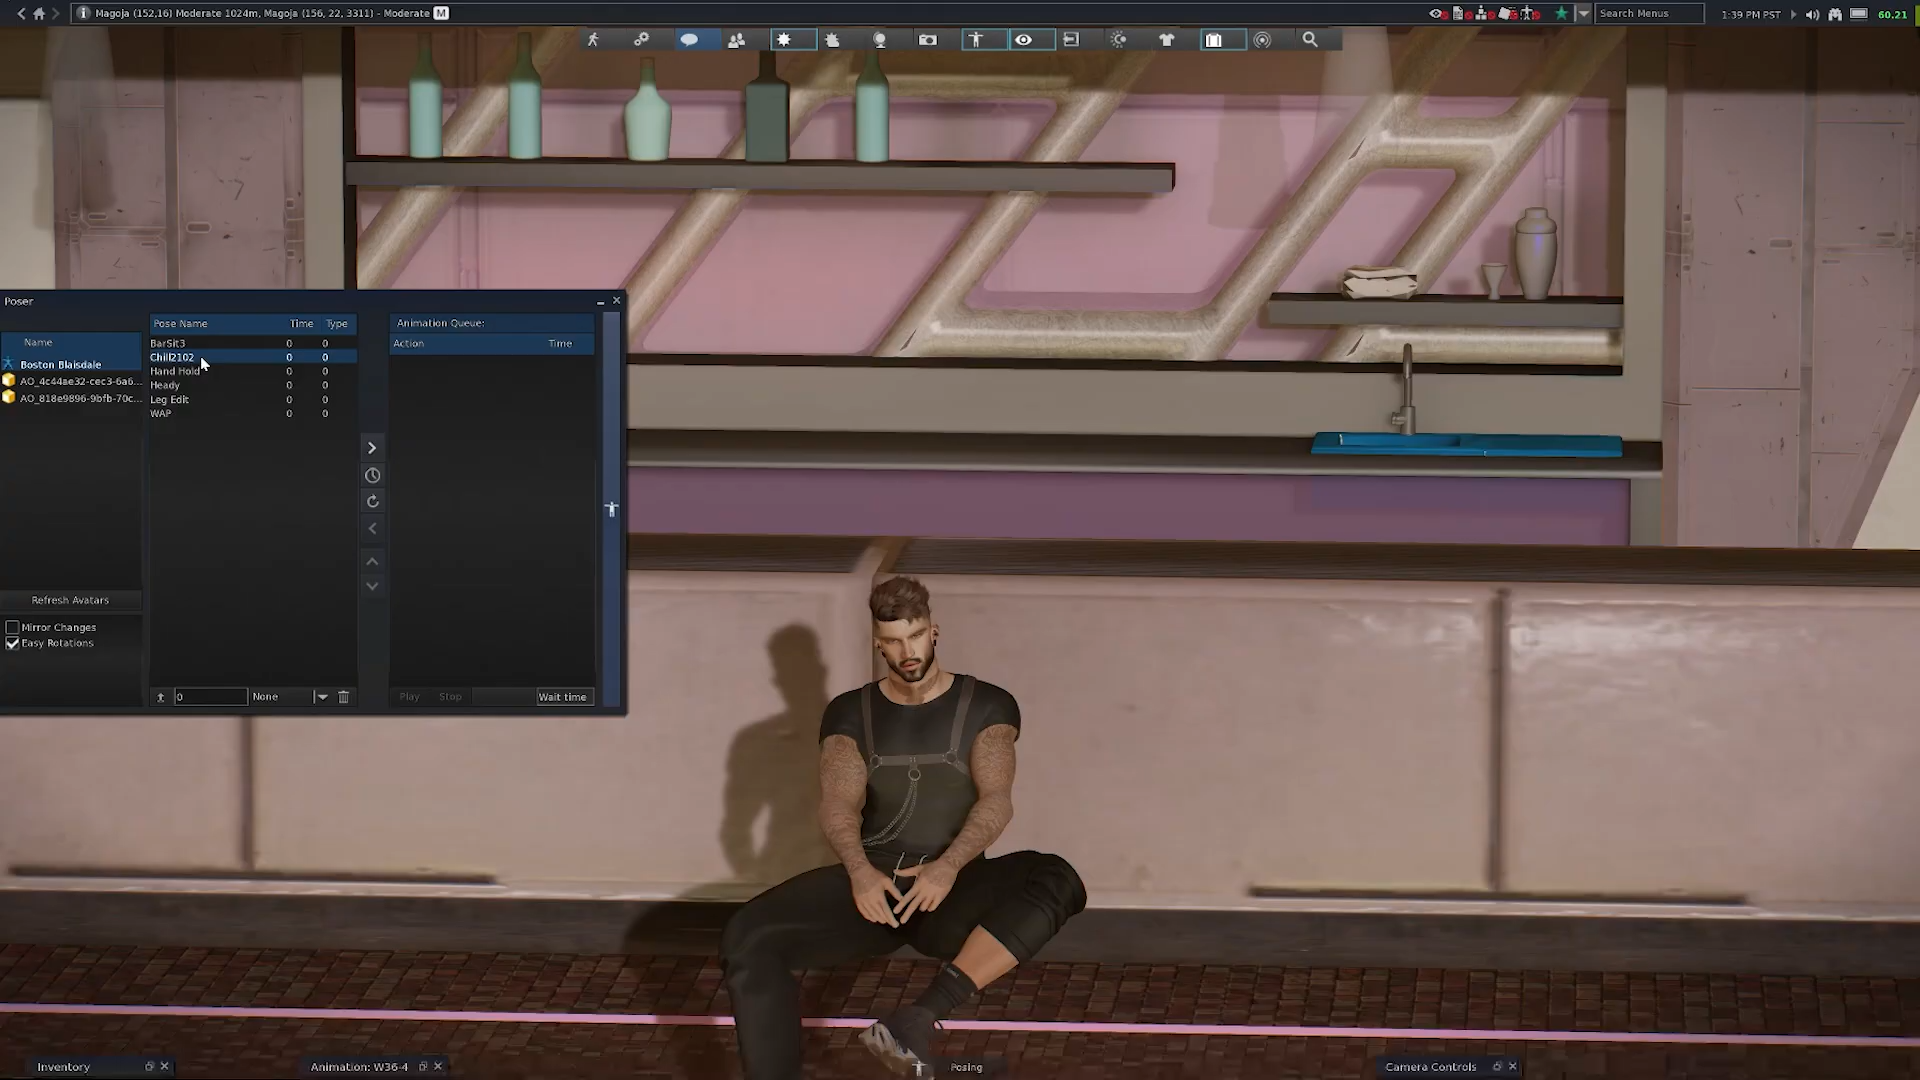 Magoja (152,16) Moderate 1024m, Magoja (156, 22, 3311) - Moderate M
Search Menus
1:39 PM PST
60.21
Poser
Name
Boston Blaisdale
AO_4c44ae32-cec3-6a6...
AO_818e9896-9bfb-70c...
Refresh Avatars
Mirror Changes
Easy Rotations
Pose Name Time Type
BarSit3 0 0
Chill2102 0 0
Hand Hold 0 0
Heady 0 0
Leg Edit 0 0
WAP 0 0
0 None
Animation Queue:
Action Time
Play Stop Wait time
Inventory
Animation: W36-4
Posing
Camera Controls